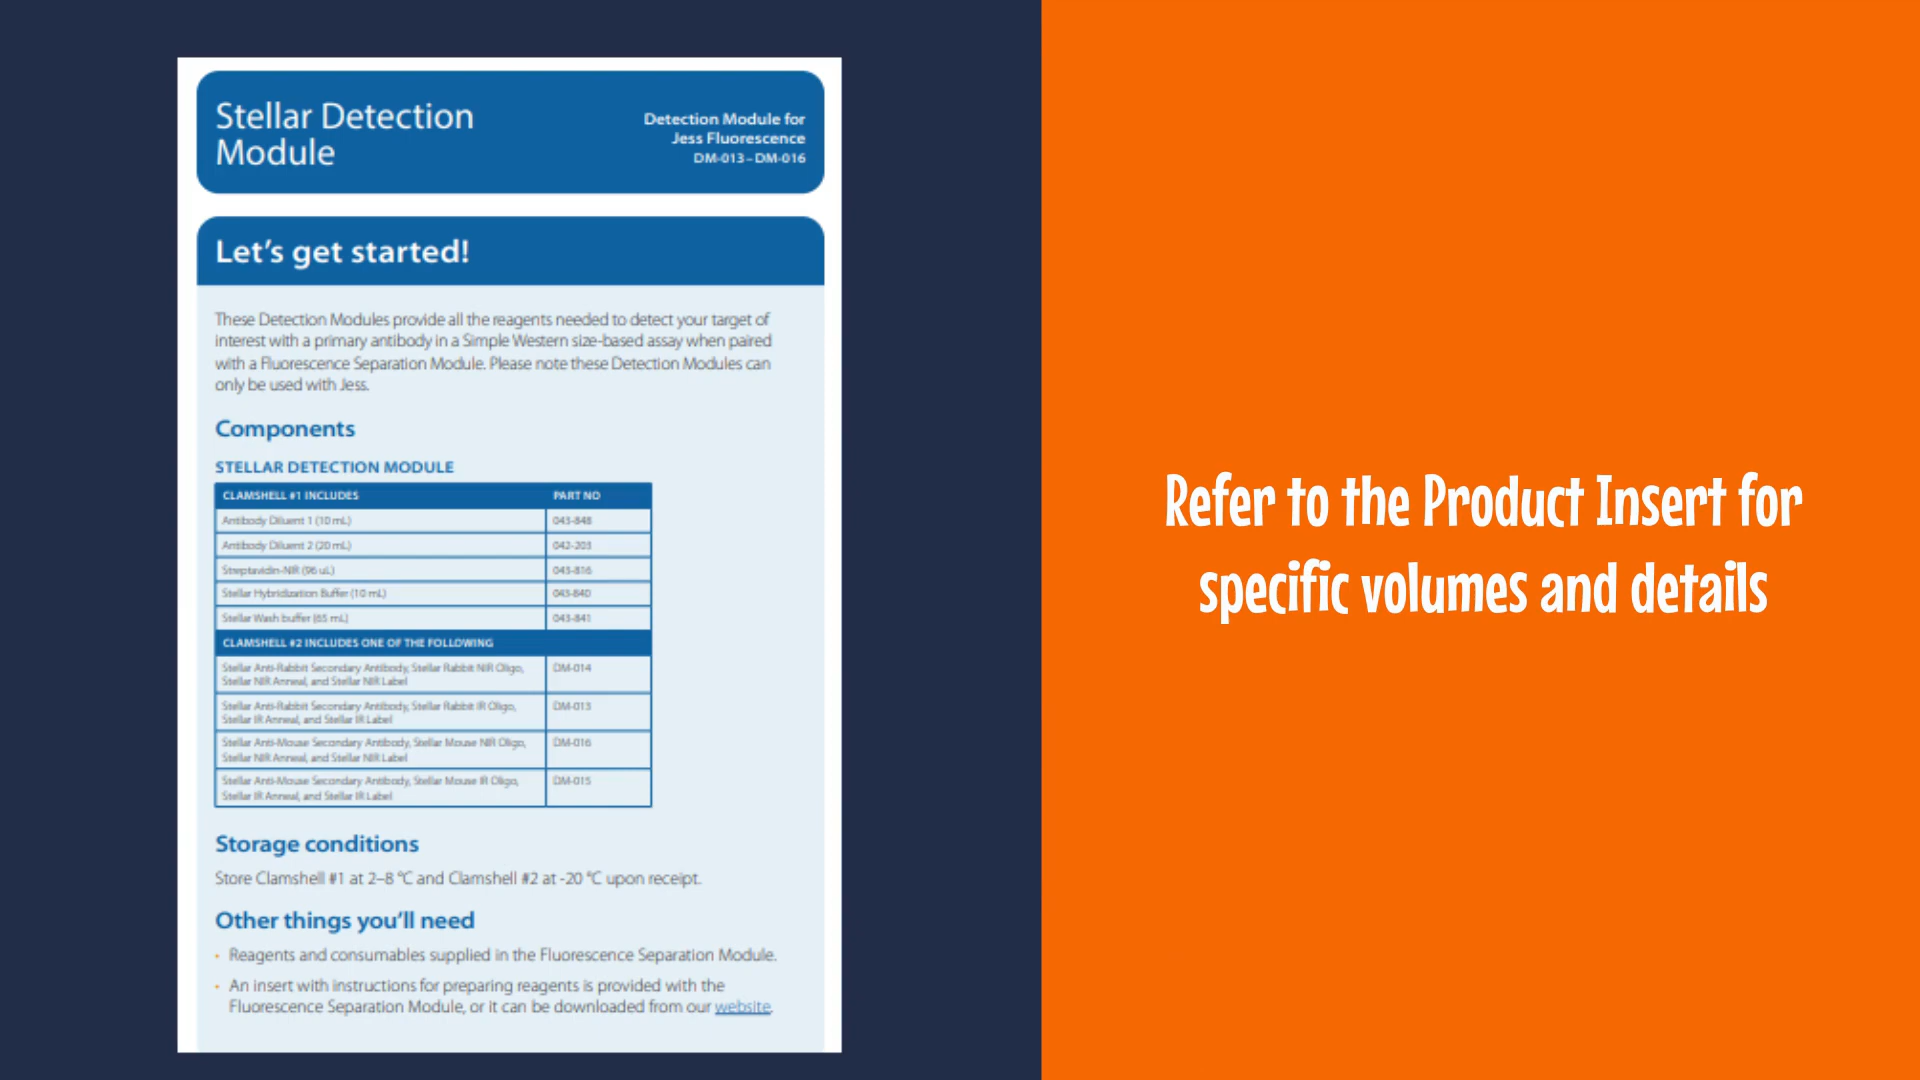 Stellar Detection
Module
Detection Module for
Jess Fluorescence
DM-013–DM-016
Let's get started!
These Detection Modules provide all the reagents needed to detect your target of
interest with a primary antibody in a Simple Western size-based assay when paired
with a Fluorescence Separation Module. Please note these Detection Modules can
only be used with Jess.
Components
STELLAR DETECTION MODULE
CLAMSHELL #1 INCLUDES PART NO
Antibody Diluent 1 (10 mL) 043-848
Antibody Diluent 2 (20 mL) 042-203
Streptavidin-NIR (96 uL) 043-816
Stellar Hybridization Buffer (10 mL) 043-840
Stellar Wash buffer (65 mL) 043-841
CLAMSHELL #2 INCLUDES ONE OF THE FOLLOWING
Stellar Anti-Rabbit Secondary Antibody, Stellar Rabbit NIR Oligo, DM-014
Stellar NIR Anneal, and Stellar NIR Label
Stellar Anti-Rabbit Secondary Antibody, Stellar Rabbit IR Oligo, DM-013
Stellar IR Anneal, and Stellar IR Label
Stellar Anti-Mouse Secondary Antibody, Stellar Mouse NIR Oligo, DM-016
Stellar NIR Anneal, and Stellar NIR Label
Stellar Anti-Mouse Secondary Antibody, Stellar Mouse IR Oligo, DM-015
Stellar IR Anneal, and Stellar IR Label
Storage conditions
Store Clamshell #1 at 2–8 °C and Clamshell #2 at -20 °C upon receipt.
Other things you'll need
• Reagents and consumables supplied in the Fluorescence Separation Module.
• An insert with instructions for preparing reagents is provided with the
Fluorescence Separation Module, or it can be downloaded from our website.
Refer to the Product Insert for
specific volumes and details